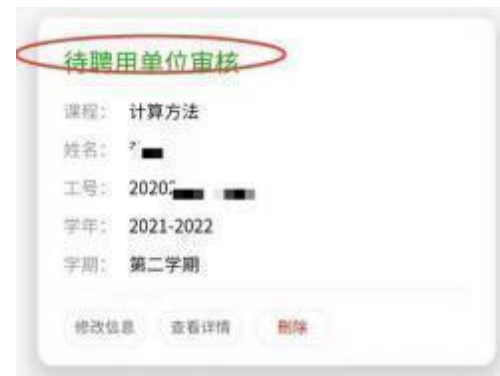 待聘用单位审核
课程： 计算方法
姓名：
工号： 2020
学年： 2021-2022
学期： 第二学期
修改信息 查看详情 删除